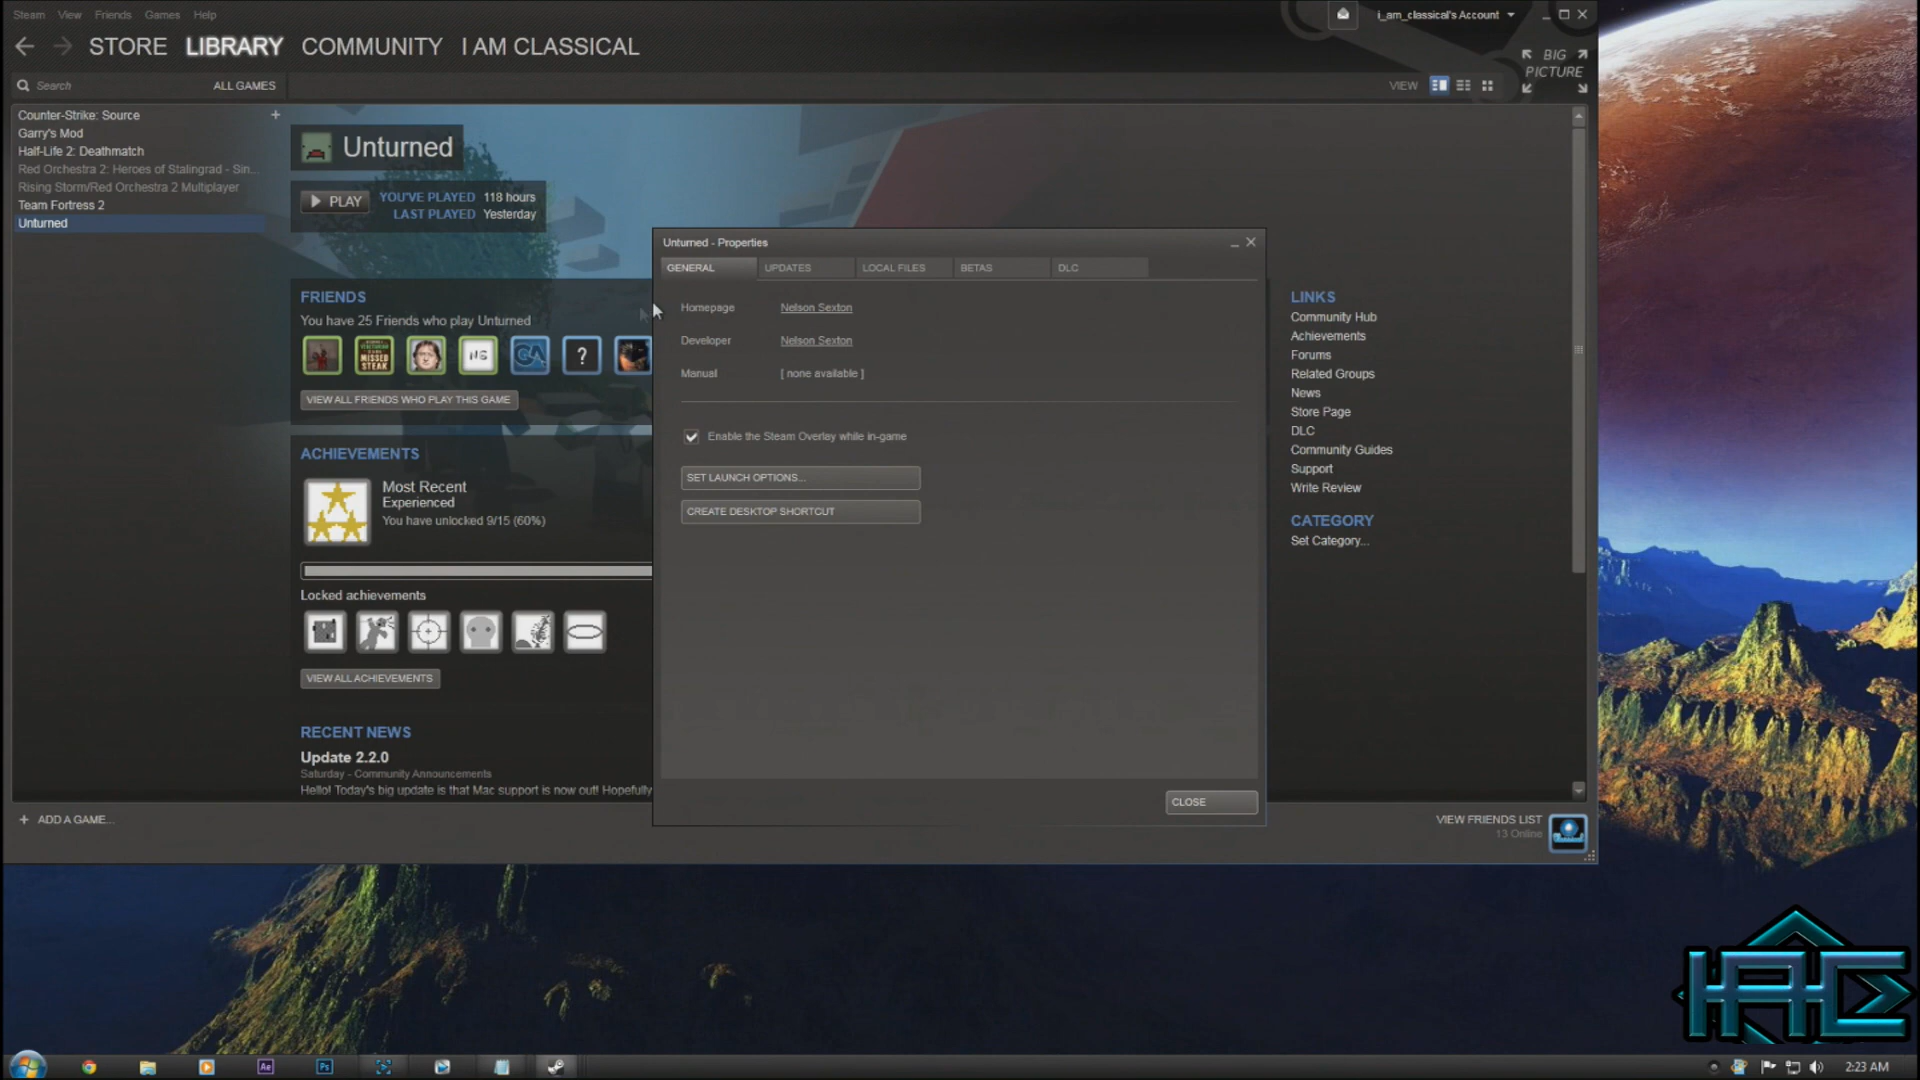 Steam View Friends Games Help
i_am_classical's Account
STORE LIBRARY COMMUNITY I AM CLASSICAL
BIG PICTURE
Search
ALL GAMES
VIEW
Counter-Strike: Source
Garry's Mod
Half-Life 2: Deathmatch
Red Orchestra 2: Heroes of Stalingrad - Sin...
Rising Storm/Red Orchestra 2 Multiplayer
Team Fortress 2
Unturned
+ ADD A GAME...
Unturned
PLAY
YOU'VE PLAYED 118 hours
LAST PLAYED Yesterday
FRIENDS
You have 25 Friends who play Unturned
MISSED
STEAK
?
VIEW ALL FRIENDS WHO PLAY THIS GAME
ACHIEVEMENTS
Most Recent
Experienced
You have unlocked 9/15 (60%)
Locked achievements
VIEW ALL ACHIEVEMENTS
RECENT NEWS
Update 2.2.0
Saturday - Community Announcements
Hello! Today's big update is that Mac support is now out! Hopefully
Unturned - Properties
GENERAL UPDATES LOCAL FILES BETAS DLC
Homepage Nelson Sexton
Developer Nelson Sexton
Manual [ none available ]
Enable the Steam Overlay while in-game
SET LAUNCH OPTIONS...
CREATE DESKTOP SHORTCUT
CLOSE
LINKS
Community Hub
Achievements
Forums
Related Groups
News
Store Page
DLC
Community Guides
Support
Write Review
CATEGORY
Set Category...
VIEW FRIENDS LIST
13 Online
IAC
Ae
Ps
2:23 AM